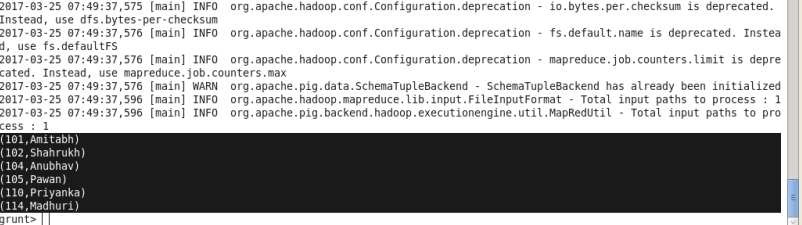 2017-03-25 07:49:37,575 [main] INFO  org.apache.hadoop.conf.Configuration.deprecation - io.bytes.per.checksum is deprecated.
Instead, use dfs.bytes-per-checksum
2017-03-25 07:49:37,576 [main] INFO  org.apache.hadoop.conf.Configuration.deprecation - fs.default.name is deprecated. Instea
d, use fs.defaultFS
2017-03-25 07:49:37,576 [main] INFO  org.apache.hadoop.conf.Configuration.deprecation - mapreduce.job.counters.limit is depre
cated. Instead, use mapreduce.job.counters.max
2017-03-25 07:49:37,576 [main] WARN  org.apache.pig.data.SchemaTupleBackend - SchemaTupleBackend has already been initialized
2017-03-25 07:49:37,596 [main] INFO  org.apache.hadoop.mapreduce.lib.input.FileInputFormat - Total input paths to process : 1
2017-03-25 07:49:37,596 [main] INFO  org.apache.pig.backend.hadoop.executionengine.util.MapRedUtil - Total input paths to pro
cess : 1
(101,Amitabh)
(102,Shahrukh)
(104,Anubhav)
(105,Pawan)
(110,Priyanka)
(114,Madhuri)
grunt>